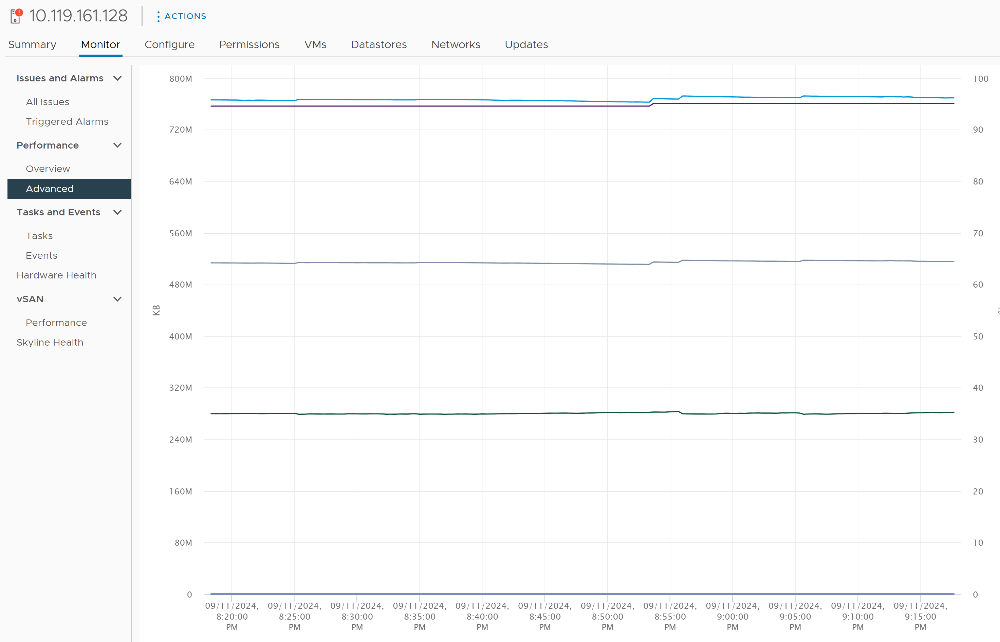 10.119.161.128
ACTIONS
Summary Monitor Configure Permissions VMs Datastores Networks Updates
Issues and Alarms
All Issues
Triggered Alarms
Performance
Overview
Advanced
Tasks and Events
Tasks
Events
Hardware Health
vSAN
Performance
Skyline Health
800M
720M
640M
560M
480M
400M
320M
240M
160M
80M
0
KB
100
90
80
70
60
50
40
30
20
10
0
09/11/2024, 8:20:00 PM
09/11/2024, 8:25:00 PM
09/11/2024, 8:30:00 PM
09/11/2024, 8:35:00 PM
09/11/2024, 8:40:00 PM
09/11/2024, 8:45:00 PM
09/11/2024, 8:50:00 PM
09/11/2024, 8:55:00 PM
09/11/2024, 9:00:00 PM
09/11/2024, 9:05:00 PM
09/11/2024, 9:10:00 PM
09/11/2024, 9:15:00 PM